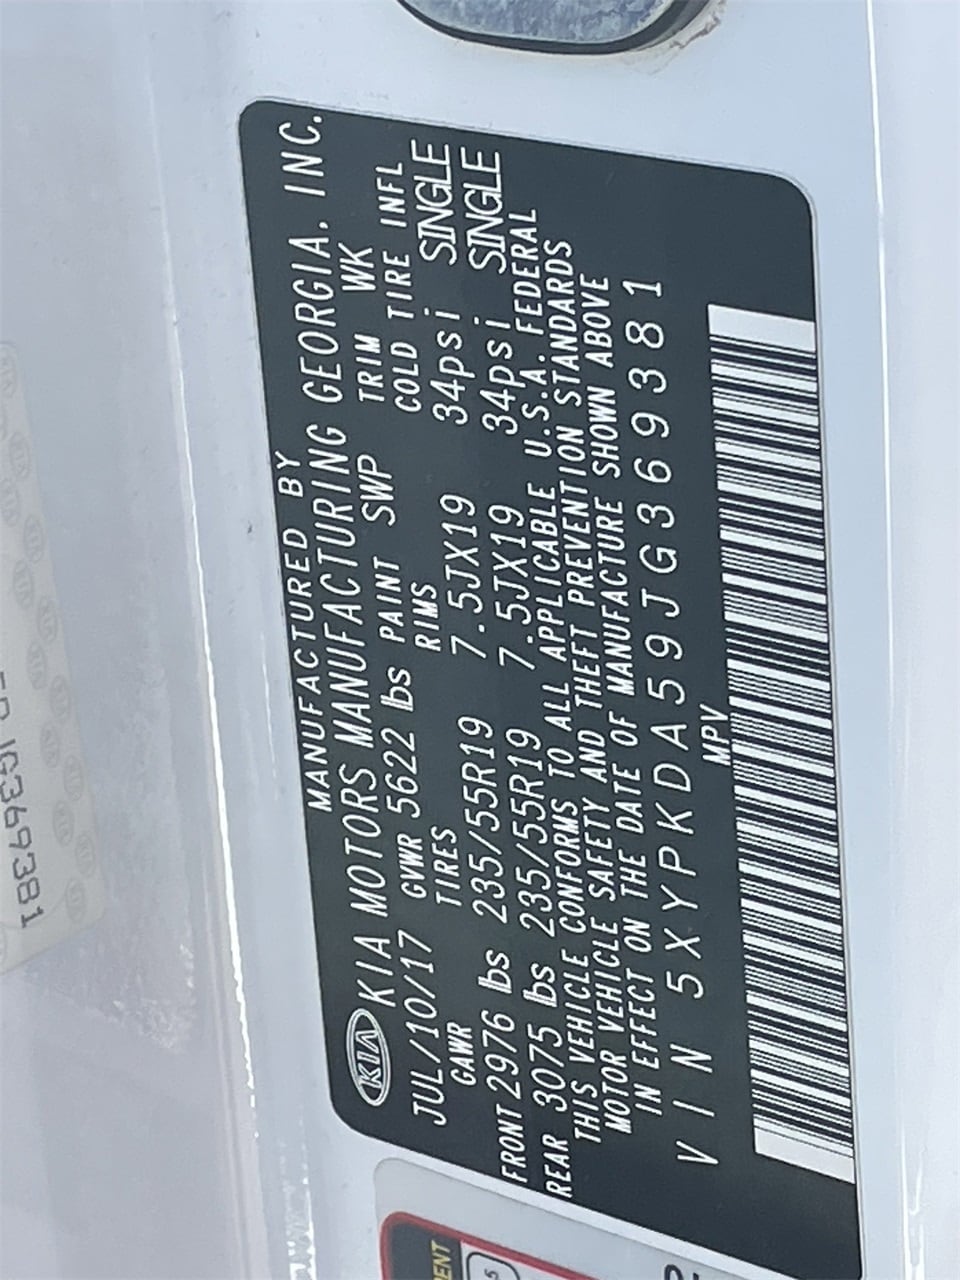 KIA KIA MOTORS MANUFACTURING GEORGIA, INC.
MANUFACTURED BY
JUL/10/17 GVWR 5622 lbs PAINT SWP TRIM WK
GAWR TIRES RIMS COLD TIRE INFL
FRONT 2976 lbs 235/55R19 7.5JX19 34psi SINGLE
REAR 3075 lbs 235/55R19 7.5JX19 34psi SINGLE
THIS VEHICLE CONFORMS TO ALL APPLICABLE U.S.A. FEDERAL
MOTOR VEHICLE SAFETY AND THEFT PREVENTION STANDARDS
IN EFFECT ON THE DATE OF MANUFACTURE SHOWN ABOVE
VIN 5XYPKDA59JG369381
MPV
JG369381